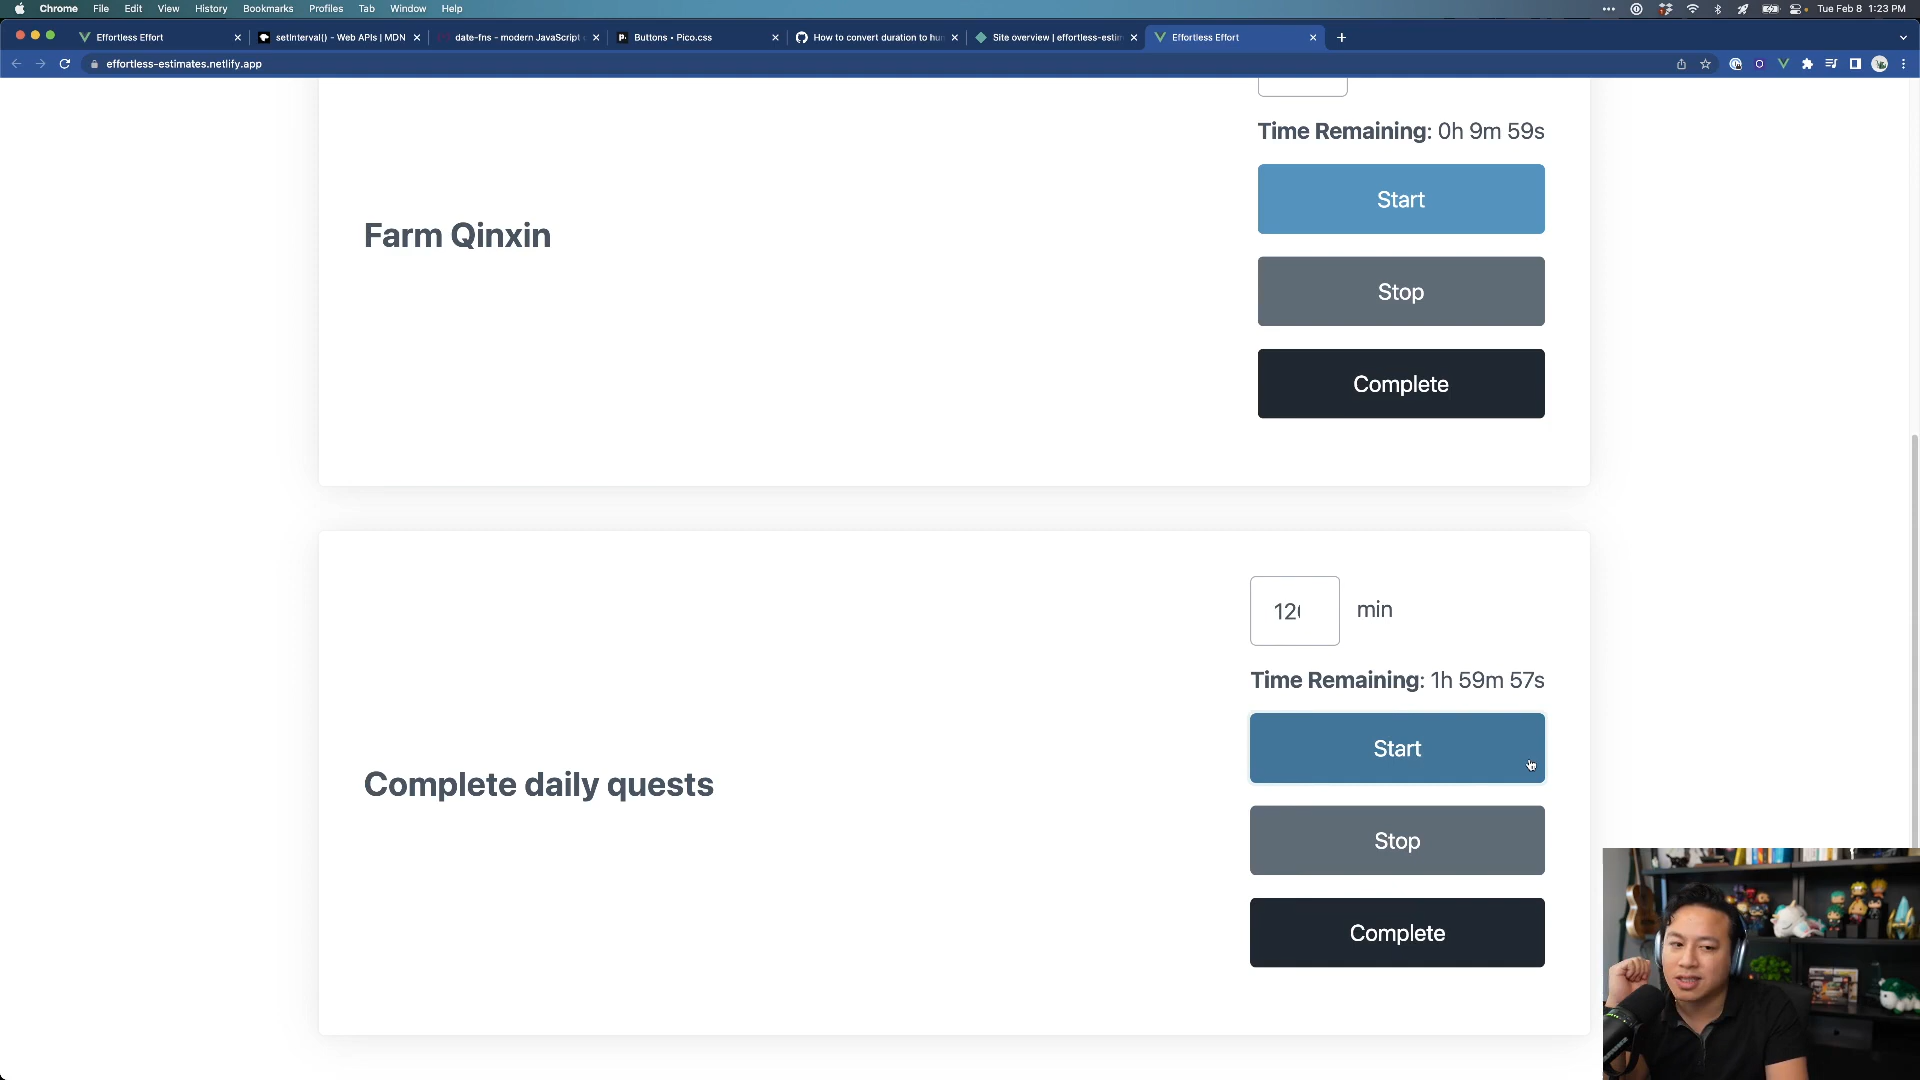 Chrome File Edit View History Bookmarks Profiles Tab Window Help Tue Feb 8 1:23 PM
Effortless Effort setInterval() - Web APIs | MDN date-fns - modern JavaScript Buttons • Pico.css How to convert duration to hu Site overview | effortless-estim Effortless Effort
effortless-estimates.netlify.app
Time Remaining: 0h 9m 59s
Start
Farm Qinxin
Stop
Complete
12 min
Time Remaining: 1h 59m 57s
Start
Complete daily quests
Stop
Complete